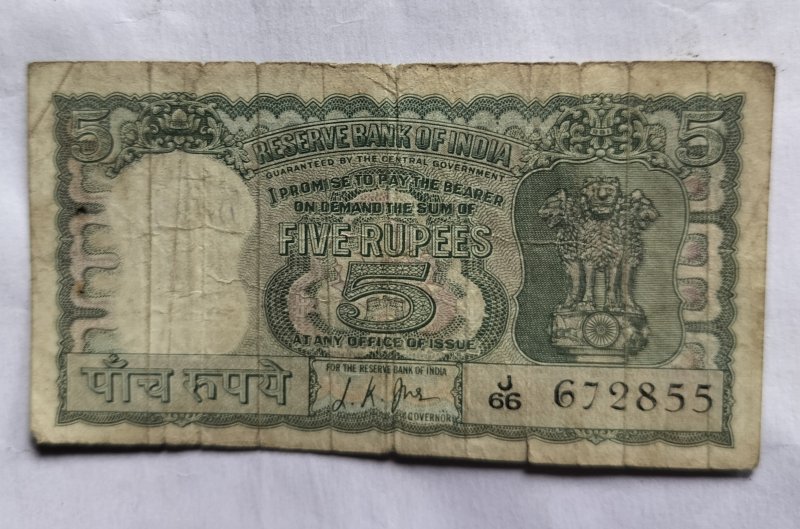 5 5
RESERVE BANK OF INDIA
GUARANTEED BY THE CENTRAL GOVERNMENT
I PROMISE TO PAY THE BEARER
ON DEMAND THE SUM OF
FIVE RUPEES
5
AT ANY OFFICE OF ISSUE
पाँच रुपये
FOR THE RESERVE BANK OF INDIA
L. K. Jha
GOVERNOR
J
66 672855
5